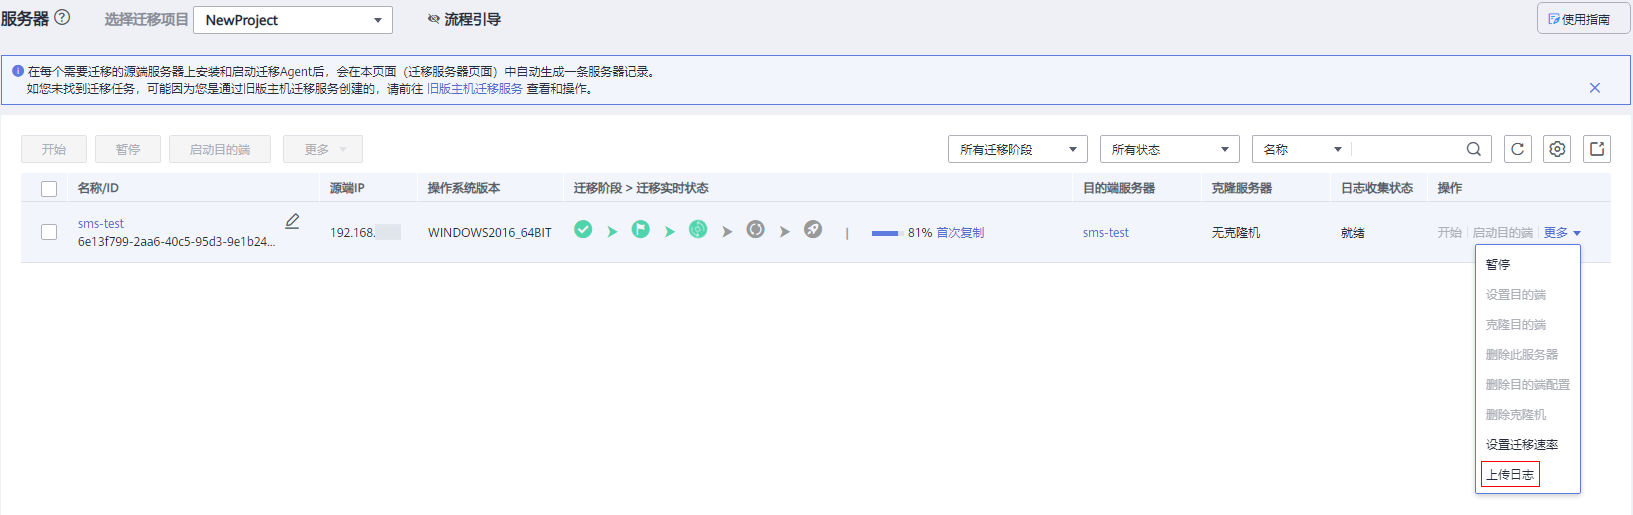 服务器 ? 选择迁移项目 NewProject 流程引导 使用指南
在每个需要迁移的源端服务器上安装和启动迁移Agent后，会在本页面（迁移服务器页面）中自动生成一条服务器记录。
如您未找到迁移任务，可能因为您是通过旧版主机迁移服务创建的，请前往 旧版主机迁移服务 查看和操作。
开始 暂停 启动目的端 更多 所有迁移阶段 所有状态 名称
名称/ID 源端IP 操作系统版本 迁移阶段 > 迁移实时状态 目的端服务器 克隆服务器 日志收集状态 操作
sms-test
6e13f799-2aa6-40c5-95d3-9e1b24...
192.168. WINDOWS2016_64BIT | 81% 首次复制 sms-test 无克隆机 就绪 开始 启动目的端 更多
暂停
设置目的端
克隆目的端
删除此服务器
删除目的端配置
删除克隆机
设置迁移速率
上传日志